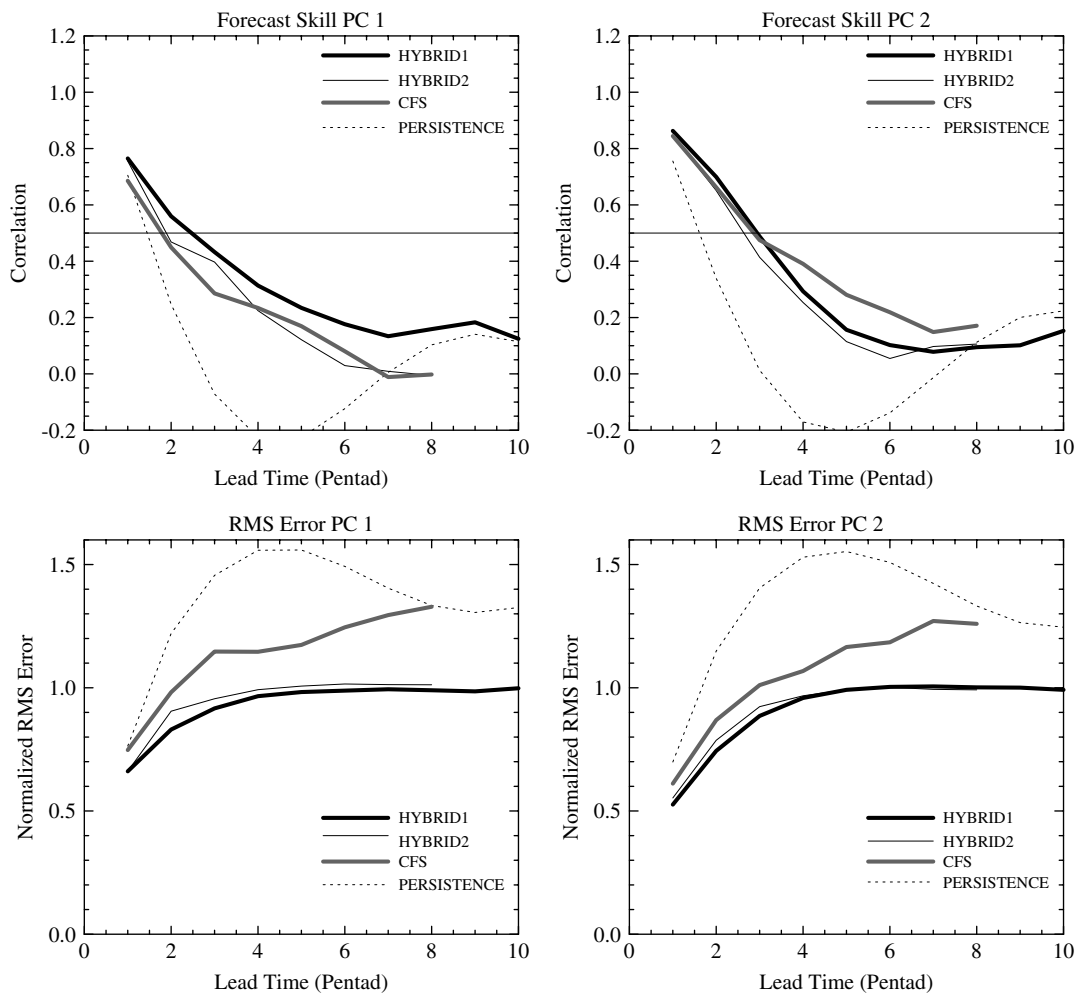 Forecast Skill PC 1
1.2
1.0
0.8
0.6
0.4
0.2
0.0
-0.2
Correlation
HYBRID1
HYBRID2
CFS
PERSISTENCE
0 2 4 6 8 10
Lead Time (Pentad)
Forecast Skill PC 2
1.2
1.0
0.8
0.6
0.4
0.2
0.0
-0.2
Correlation
HYBRID1
HYBRID2
CFS
PERSISTENCE
0 2 4 6 8 10
Lead Time (Pentad)
RMS Error PC 1
1.5
1.0
0.5
0.0
Normalized RMS Error
HYBRID1
HYBRID2
CFS
PERSISTENCE
0 2 4 6 8 10
Lead Time (Pentad)
RMS Error PC 2
1.5
1.0
0.5
0.0
Normalized RMS Error
HYBRID1
HYBRID2
CFS
PERSISTENCE
0 2 4 6 8 10
Lead Time (Pentad)